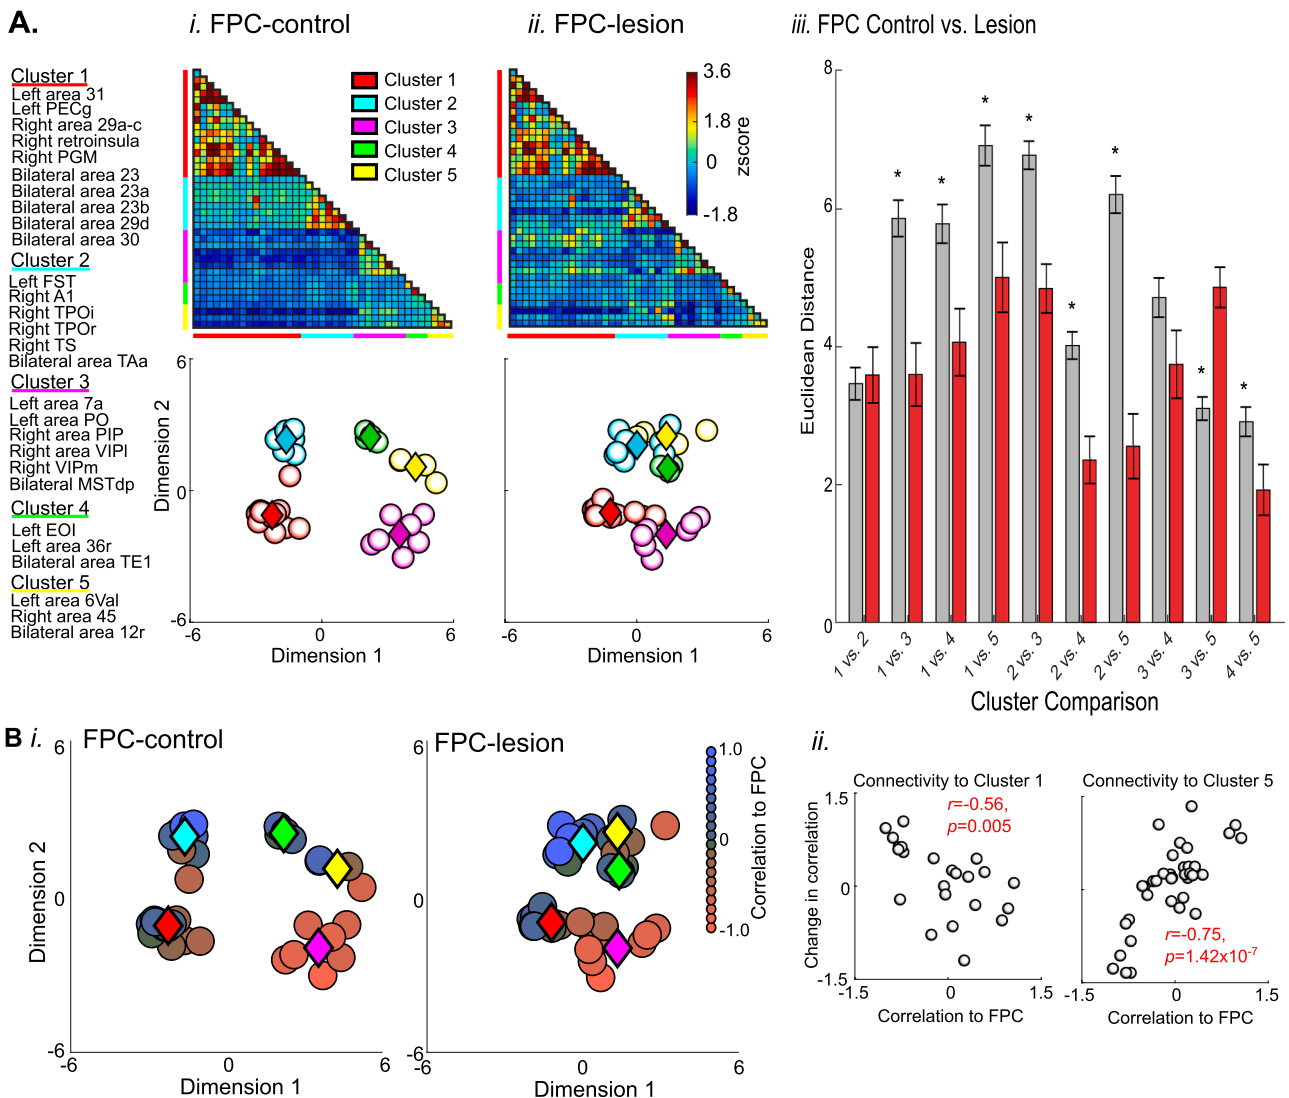 A.
i. FPC-control
ii. FPC-lesion
iii. FPC Control vs. Lesion
Cluster 1
Left area 31
Left PECg
Right area 29a-c
Right retroinsula
Right PGM
Bilateral area 23
Bilateral area 23a
Bilateral area 23b
Bilateral area 29d
Bilateral area 30
Cluster 2
Left FST
Right A1
Right TPOi
Right TPOr
Right TS
Bilateral area TAa
Cluster 3
Left area 7a
Left area PO
Right area PIP
Right area VIPl
Right VIPm
Bilateral MSTdp
Cluster 4
Left EOI
Left area 36r
Bilateral area TE1
Cluster 5
Left area 6Val
Right area 45
Bilateral area 12r
Cluster 1
Cluster 2
Cluster 3
Cluster 4
Cluster 5
3.6
1.8
0
-1.8
zscore
6
0
-6
Dimension 2
-6 0 6
Dimension 1
-6 0 6
Dimension 1
8
6
4
2
0
Euclidean Distance
* * * * * * * * *
1 vs. 2
1 vs. 3
1 vs. 4
1 vs. 5
2 vs. 3
2 vs. 4
2 vs. 5
3 vs. 4
3 vs. 5
4 vs. 5
Cluster Comparison
B i. FPC-control
FPC-lesion
6
0
-6
Dimension 2
-6 0 6
Dimension 1
6
0
-6
-6 0 6
Dimension 1
1.0
0
-1.0
Correlation to FPC
ii.
Connectivity to Cluster 1
r=-0.56,
p=0.005
1.5
0
-1.5
Change in correlation
-1.5 0 1.5
Correlation to FPC
Connectivity to Cluster 5
r=-0.75,
p=1.42x10-7
-1.5 0 1.5
Correlation to FPC